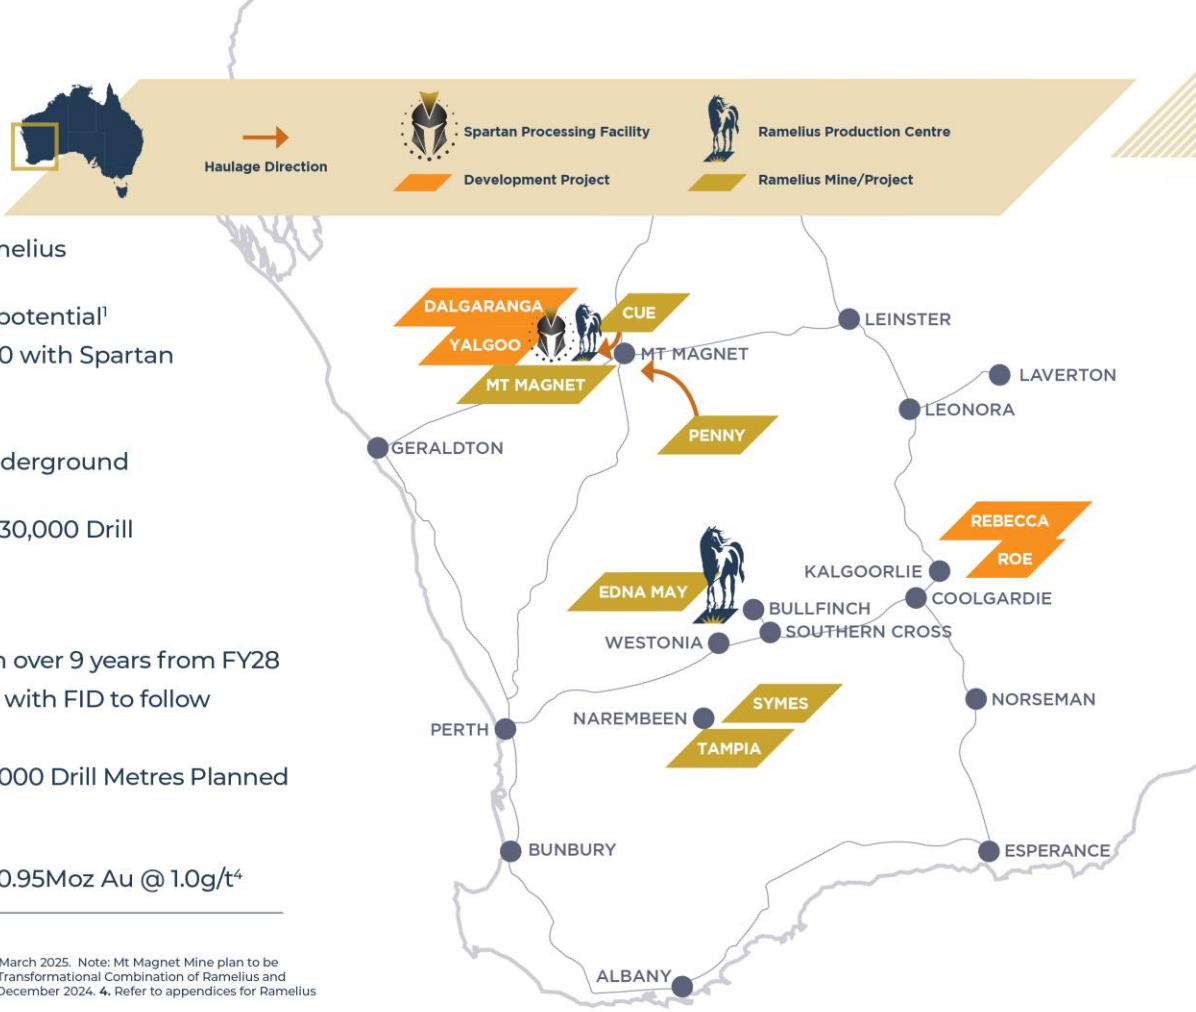 Haulage Direction
Spartan Processing Facility
Development Project
Ramelius Production Centre
Ramelius Mine/Project
nelius
potential¹
0 with Spartan
derground
30,000 Drill
n over 9 years from FY28
with FID to follow
000 Drill Metres Planned
0.95Moz Au @ 1.0g/t⁴
March 2025. Note: Mt Magnet Mine plan to be
Transformational Combination of Ramelius and
December 2024. 4. Refer to appendices for Ramelius
DALGARANGA
YALGOO
CUE
MT MAGNET
MT MAGNET
PENNY
LEINSTER
LAVERTON
LEONORA
GERALDTON
REBECCA
ROE
KALGOORLIE
COOLGARDIE
EDNA MAY
BULLFINCH
SOUTHERN CROSS
WESTONIA
NORSEMAN
SYMES
NAREMBEEN
TAMPIA
PERTH
BUNBURY
ESPERANCE
ALBANY